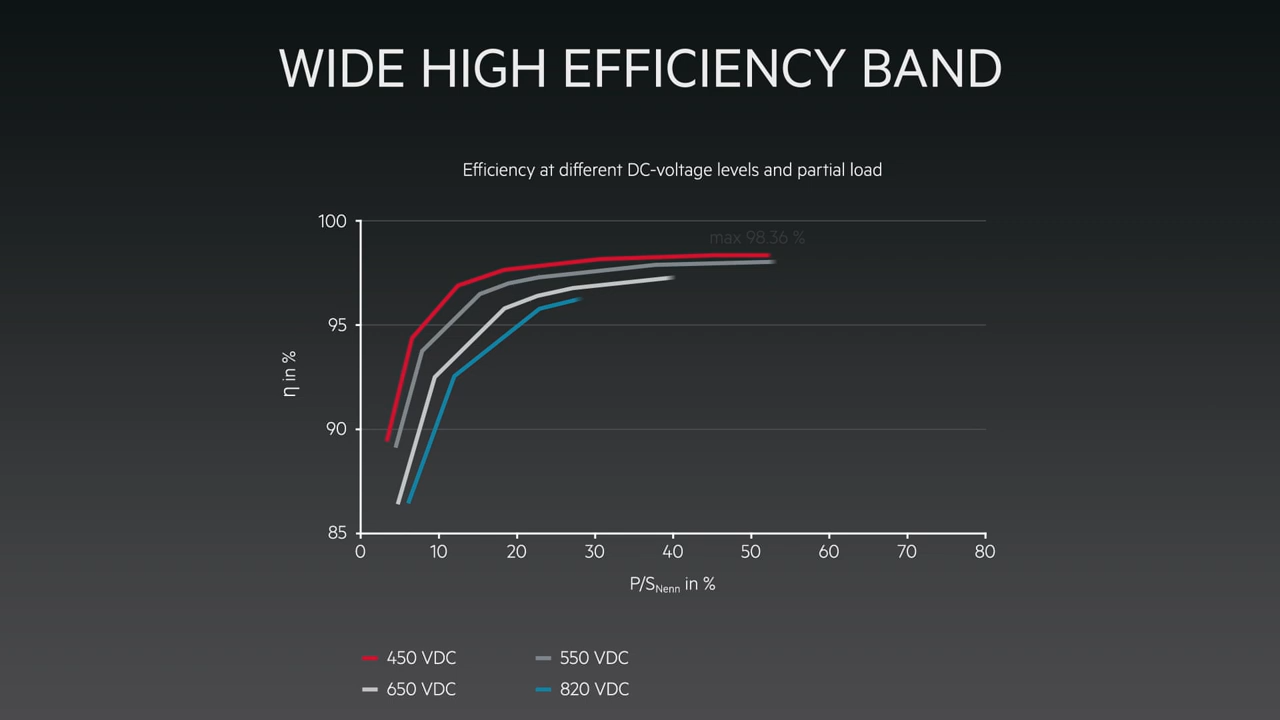 WIDE HIGH EFFICIENCY BAND
Efficiency at different DC-voltage levels and partial load
100
max 98.36 %
95
η in %
90
85
0 10 20 30 40 50 60 70 80
P/SNenn in %
450 VDC 550 VDC
650 VDC 820 VDC